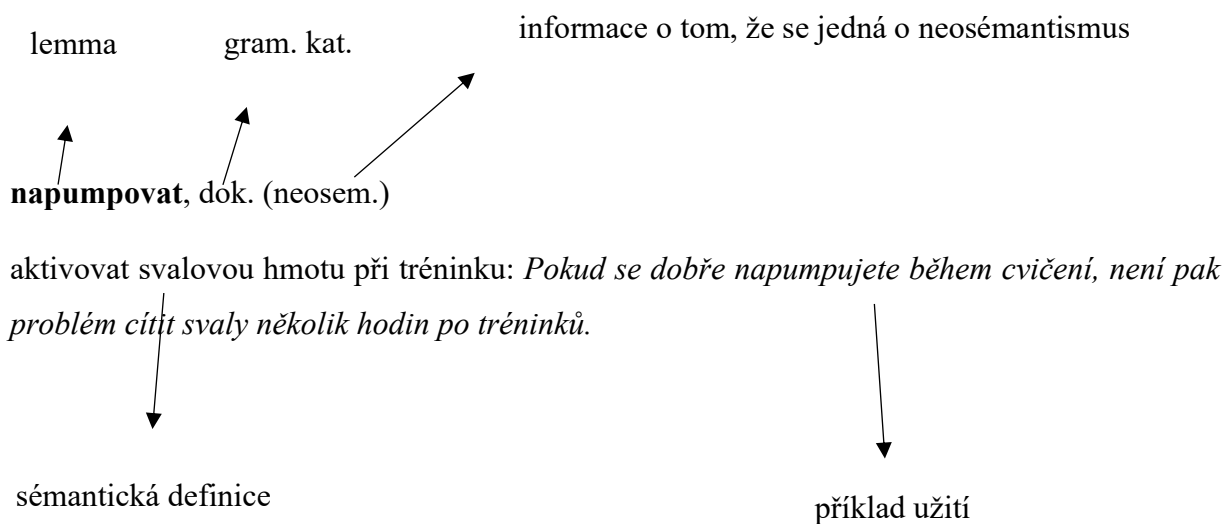 lemma gram. kat. informace o tom, že se jedná o neosémantismus
napumpovat, dok. (neosem.)
aktivovat svalovou hmotu při tréninku: Pokud se dobře napumpujete během cvičení, není pak
problém cítit svaly několik hodin po tréninků.
sémantická definice příklad užití